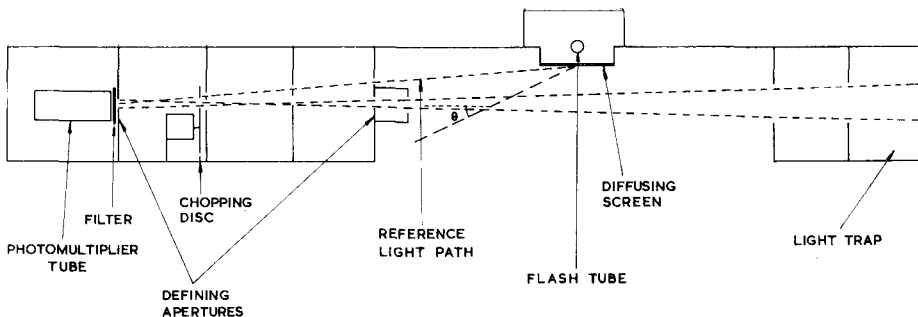 θ
FILTER
PHOTOMULTIPLIER
TUBE
CHOPPING
DISC
DEFINING
APERTURES
REFERENCE
LIGHT PATH
FLASH TUBE
DIFFUSING
SCREEN
LIGHT TRAP